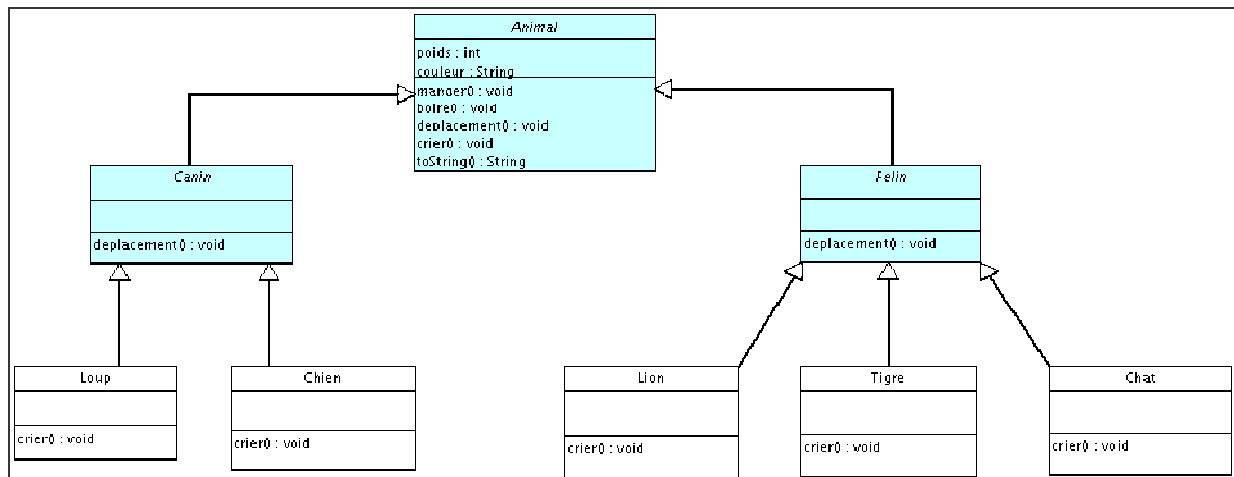 Animal
poids : int
couleur : String
manger() : void
boire() : void
deplacement() : void
crier() : void
toString() : String
Canin
deplacement() : void
Felin
deplacement() : void
Loup
crier() : void
Chien
crier() : void
Lion
crier() : void
Tigre
crier() : void
Chat
crier() : void